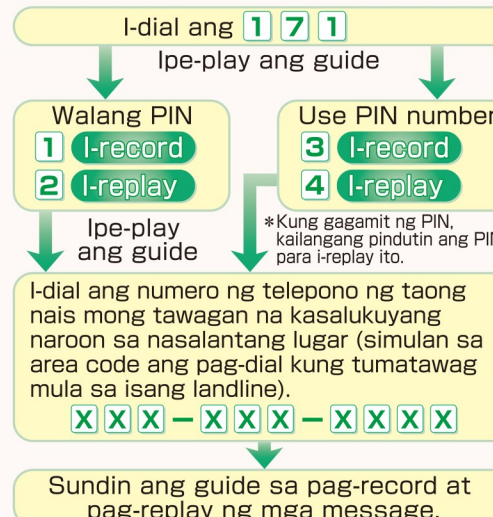 I-dial ang 1 7 1
Ipe-play ang guide
Walang PIN
1 I-record
2 I-replay
Use PIN number
3 I-record
4 I-replay
*Kung gagamit ng PIN,
kailangang pindutin ang PIN
para i-replay ito.
Ipe-play
ang guide
I-dial ang numero ng telepono ng taong
nais mong tawagan na kasalukuyang
naroon sa nasalantang lugar (simulan sa
area code ang pag-dial kung tumatawag
mula sa isang landline).
X X X – X X X – X X X X
Sundin ang guide sa pag-record at
pag-replay ng mga message.